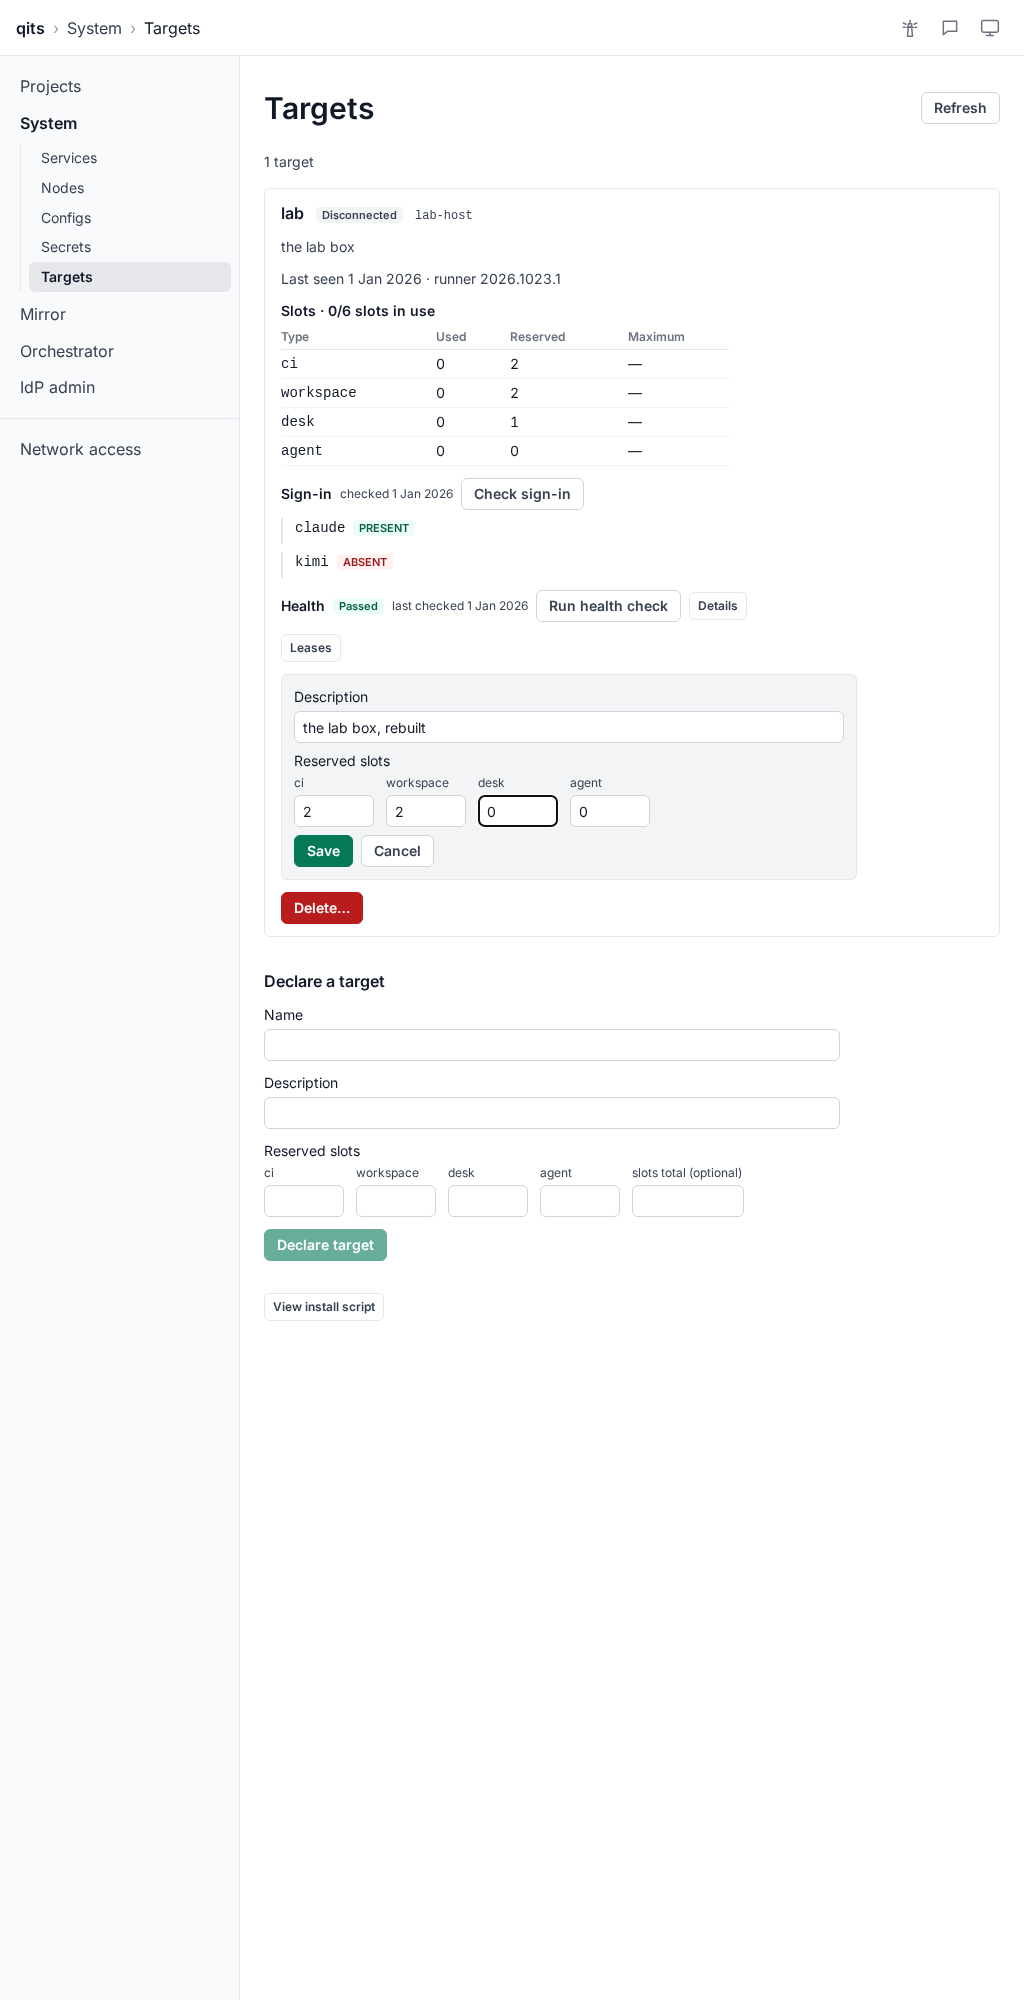 qits › System › Targets
Projects
System
Services
Nodes
Configs
Secrets
Targets
Mirror
Orchestrator
IdP admin
Network access
Targets
Refresh
1 target
lab Disconnected lab-host
the lab box
Last seen 1 Jan 2026 · runner 2026.1023.1
Slots · 0/6 slots in use
Type Used Reserved Maximum
ci 0 2 —
workspace 0 2 —
desk 0 1 —
agent 0 0 —
Sign-in checked 1 Jan 2026 Check sign-in
claude PRESENT
kimi ABSENT
Health Passed last checked 1 Jan 2026 Run health check Details
Leases
Description
the lab box, rebuilt
Reserved slots
ci workspace desk agent
2 2 0 0
Save Cancel
Delete...
Declare a target
Name
Description
Reserved slots
ci workspace desk agent slots total (optional)
Declare target
View install script